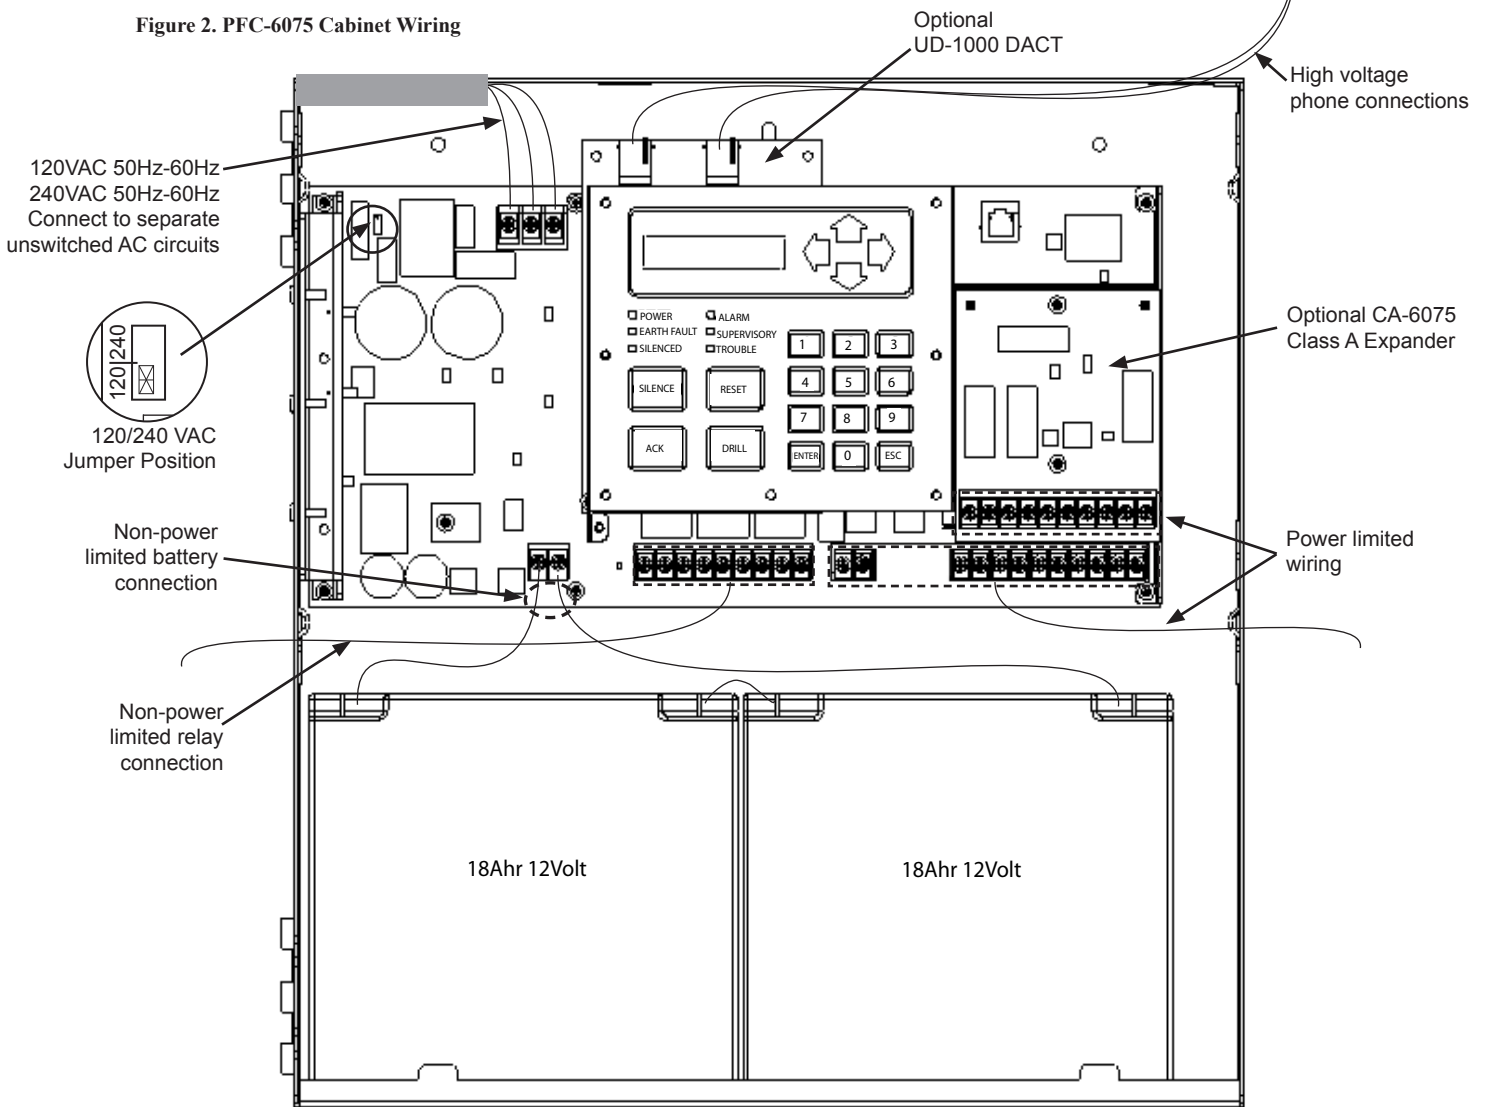 Figure 2. PFC-6075 Cabinet Wiring
Optional
UD-1000 DACT
High voltage
phone connections
120VAC 50Hz-60Hz
240VAC 50Hz-60Hz
Connect to separate
unswitched AC circuits
120|240
120/240 VAC
Jumper Position
POWER
EARTH FAULT
SILENCED
ALARM
SUPERVISORY
TROUBLE
SILENCE
RESET
ACK
DRILL
1 2 3
4 5 6
7 8 9
ENTER 0 ESC
Optional CA-6075
Class A Expander
Non-power
limited battery
connection
Power limited
wiring
Non-power
limited relay
connection
18Ahr 12Volt
18Ahr 12Volt